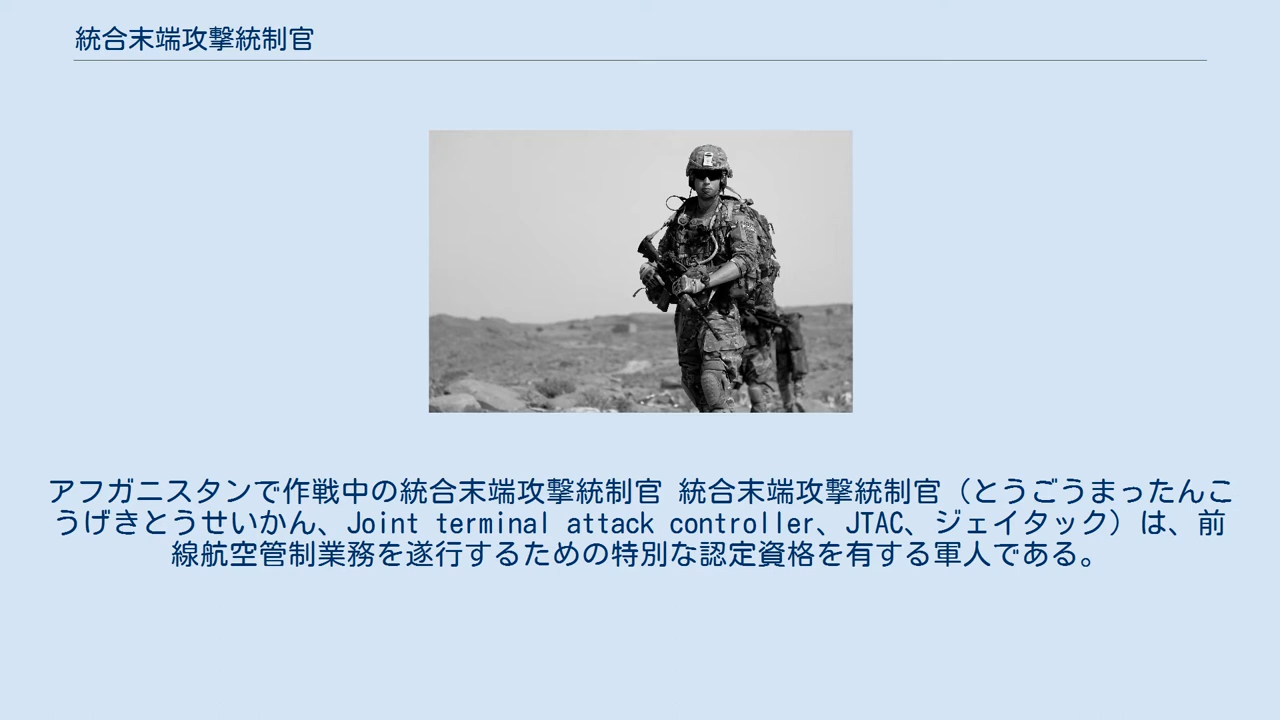 統合末端攻撃統制官
アフガニスタンで作戦中の統合末端攻撃統制官 統合末端攻撃統制官（とうごうまったんこ
うげきとうせいかん、Joint terminal attack controller、JTAC、ジェイタック）は、前
線航空管制業務を遂行するための特別な認定資格を有する軍人である。